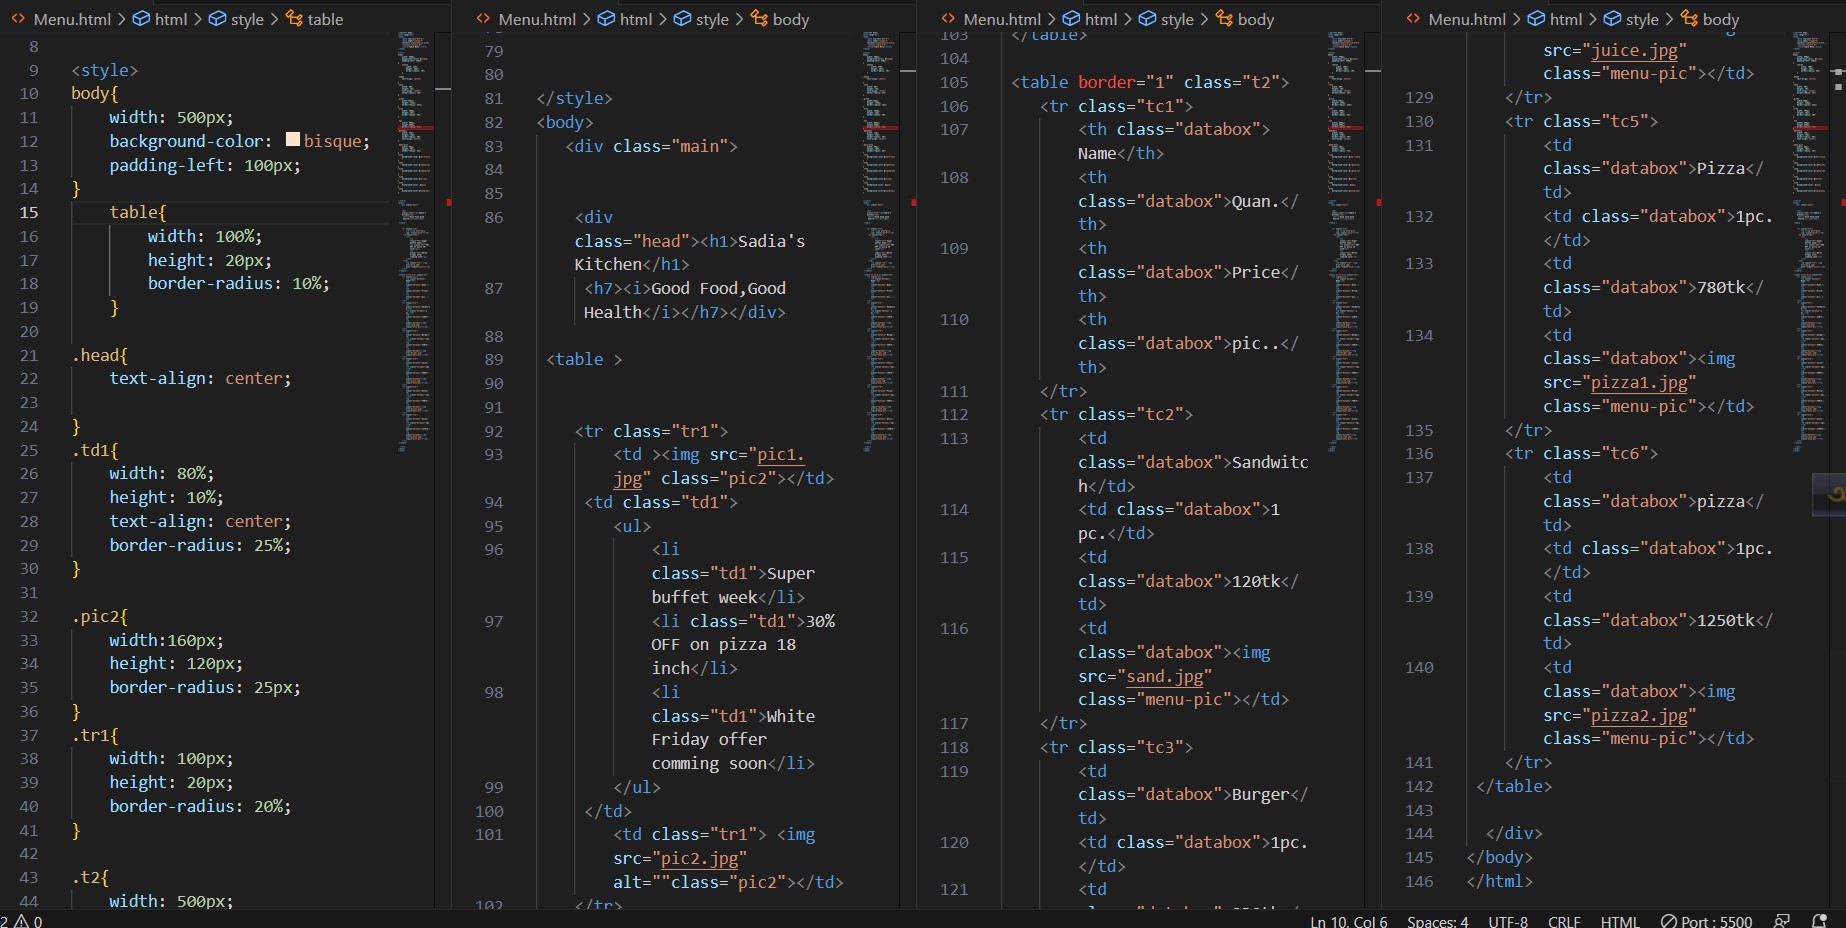 Menu.html > html > style > table
8
9 <style>
10 body{
11 width: 500px;
12 background-color: bisque;
13 padding-left: 100px;
14 }
15 table{
16 width: 100%;
17 height: 20px;
18 border-radius: 10%;
19 }
20
21 .head{
22 text-align: center;
23
24 }
25 .td1{
26 width: 80%;
27 height: 10%;
28 text-align: center;
29 border-radius: 25%;
30 }
31
32 .pic2{
33 width:160px;
34 height: 120px;
35 border-radius: 25px;
36 }
37 .tr1{
38 width: 100px;
39 height: 20px;
40 border-radius: 20%;
41 }
42
43 .t2{
44 width: 500px;
Menu.html > html > style > body
79
80
81 </style>
82 <body>
83 <div class="main">
84
85
86 <div
class="head"><h1>Sadia's
Kitchen</h1>
87 <h7><i>Good Food,Good
Health</i></h7></div>
88
89 <table >
90
91
92 <tr class="tr1">
93 <td ><img src="pic1.
jpg" class="pic2"></td>
94 <td class="td1">
95 <ul>
96 <li
class="td1">Super
buffet week</li>
97 <li class="td1">30%
OFF on pizza 18
inch</li>
98 <li
class="td1">White
Friday offer
comming soon</li>
99 </ul>
100 </td>
101 <td class="tr1"> <img
src="pic2.jpg"
alt=""class="pic2"></td>
102 </tr>
Menu.html > html > style > body
103 </table>
104
105 <table border="1" class="t2">
106 <tr class="tc1">
107 <th class="databox">
Name</th>
108 <th
class="databox">Quan.</
th>
109 <th
class="databox">Price</
th>
110 <th
class="databox">pic..</
th>
111 </tr>
112 <tr class="tc2">
113 <td
class="databox">Sandwitc
h</td>
114 <td class="databox">1
pc.</td>
115 <td
class="databox">120tk</
td>
116 <td
class="databox"><img
src="sand.jpg"
class="menu-pic"></td>
117 </tr>
118 <tr class="tc3">
119 <td
class="databox">Burger</
td>
120 <td class="databox">1pc.
</td>
121 <td
Menu.html > html > style > body
src="juice.jpg"
class="menu-pic"></td>
129 </tr>
130 <tr class="tc5">
131 <td
class="databox">Pizza</
td>
132 <td class="databox">1pc.
</td>
133 <td
class="databox">780tk</
td>
134 <td
class="databox"><img
src="pizza1.jpg"
class="menu-pic"></td>
135 </tr>
136 <tr class="tc6">
137 <td
class="databox">pizza</
td>
138 <td class="databox">1pc.
</td>
139 <td
class="databox">1250tk</
td>
140 <td
class="databox"><img
src="pizza2.jpg"
class="menu-pic"></td>
141 </tr>
142 </table>
143
144 </div>
145 </body>
146 </html>
2 0 Ln 10, Col 6 Spaces: 4 UTF-8 CRLF HTML Port : 5500